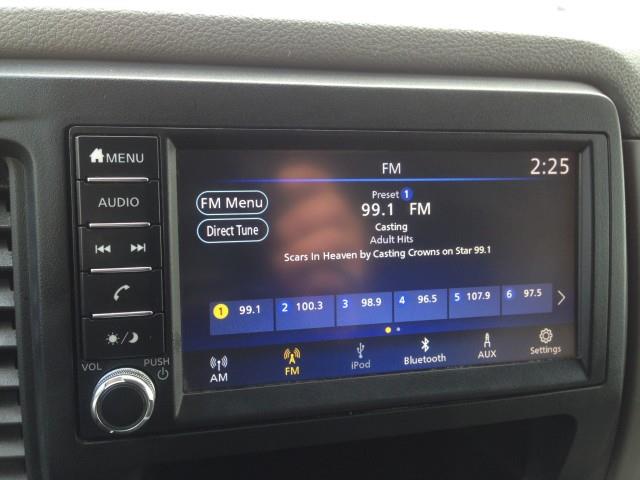 MENU
AUDIO
VOL
PUSH
FM
2:25
FM Menu
Direct Tune
Preset 1
99.1 FM
Casting
Adult Hits
Scars In Heaven by Casting Crowns on Star 99.1
1 99.1 2 100.3 3 98.9 4 96.5 5 107.9 6 97.5
AM FM iPod Bluetooth AUX Settings